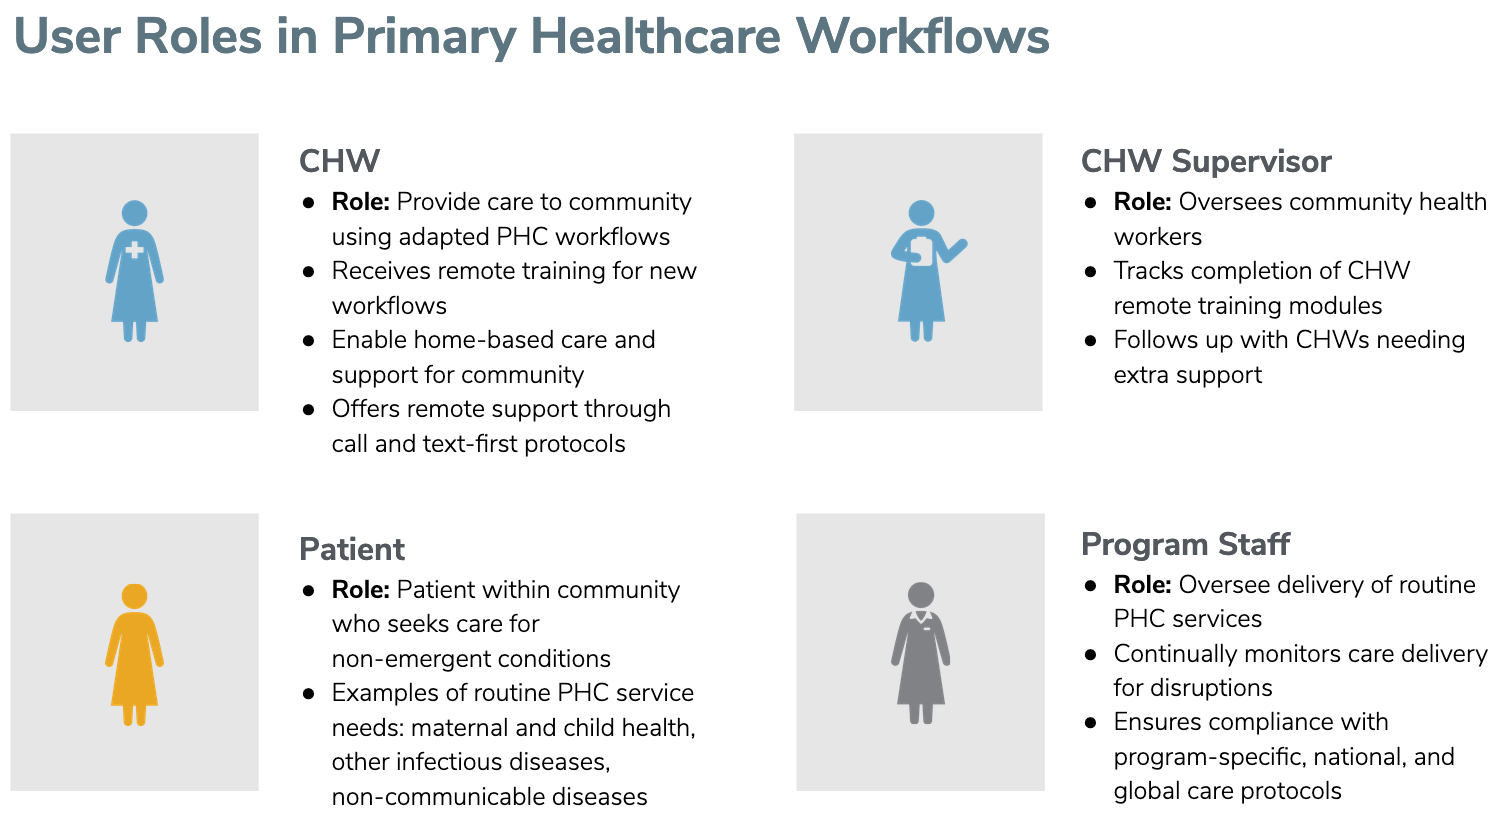 User Roles in Primary Healthcare Workflows
CHW
● Role: Provide care to community
using adapted PHC workflows
● Receives remote training for new
workflows
● Enable home-based care and
support for community
● Offers remote support through
call and text-first protocols
CHW Supervisor
● Role: Oversees community health
workers
● Tracks completion of CHW
remote training modules
● Follows up with CHWs needing
extra support
Patient
● Role: Patient within community
who seeks care for
non-emergent conditions
● Examples of routine PHC service
needs: maternal and child health,
other infectious diseases,
non-communicable diseases
Program Staff
● Role: Oversee delivery of routine
PHC services
● Continually monitors care delivery
for disruptions
● Ensures compliance with
program-specific, national, and
global care protocols